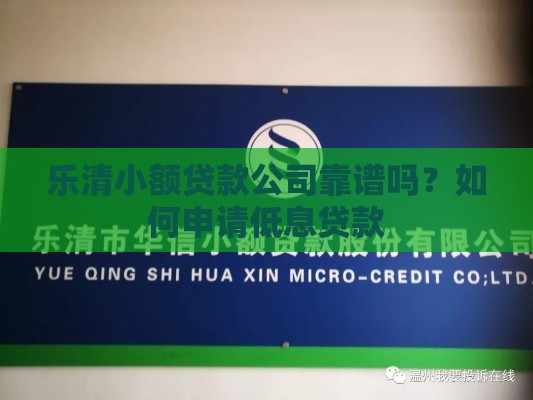 乐清小额贷款公司靠谱吗？如
何申请低息贷款
乐清市华信小额贷款股份有限公司
YUE QING SHI HUA XIN MICRO-CREDIT CO;LTD.
温州我要投诉在线